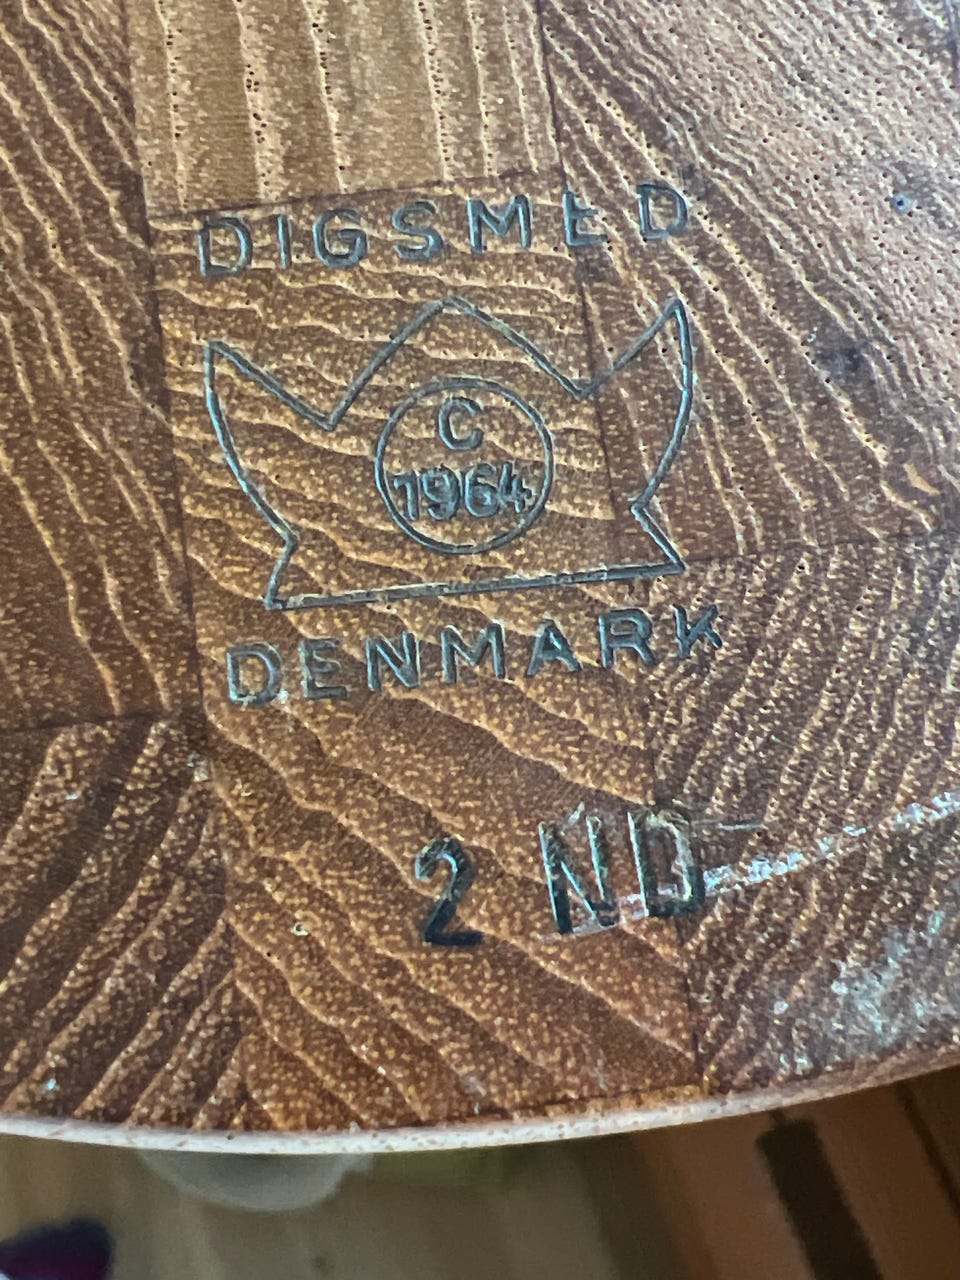 DIGSMED
C
1964
DENMARK
2 ND